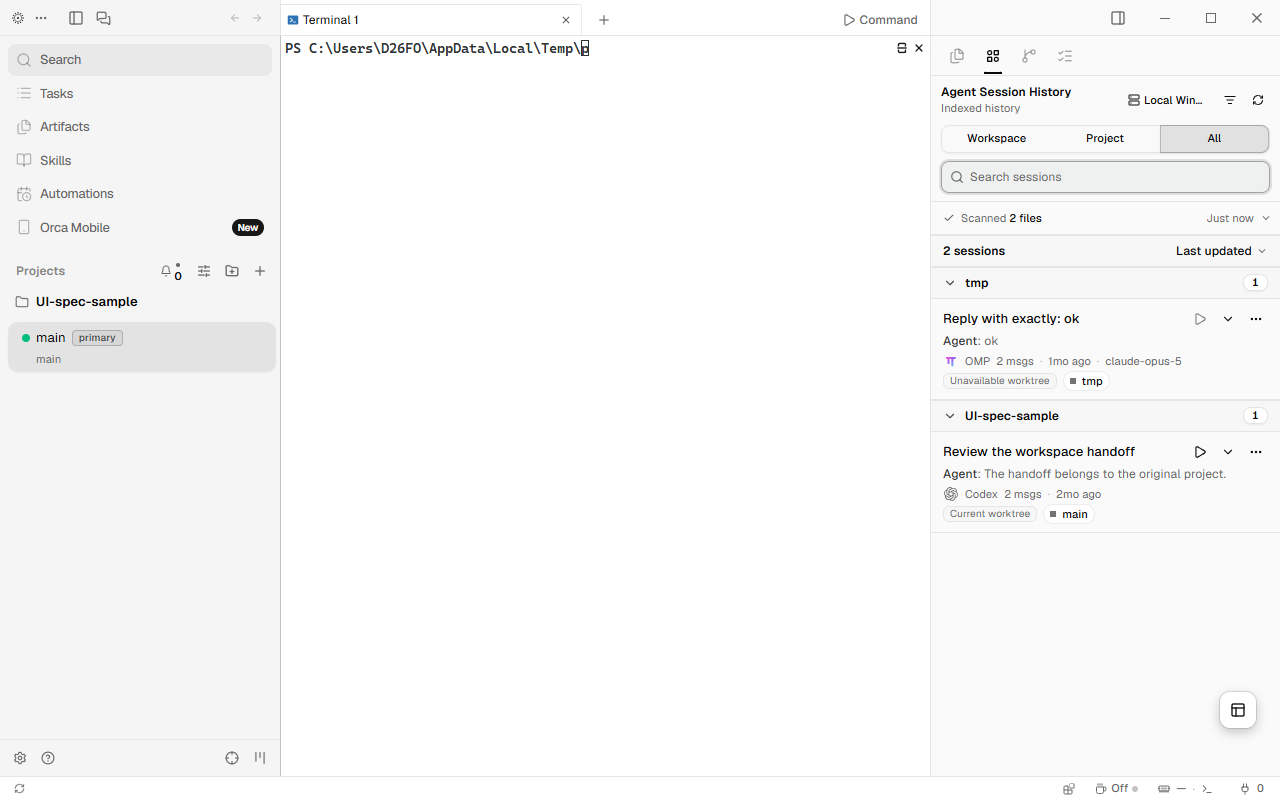 Terminal 1
Command
Search
Tasks
Artifacts
Skills
Automations
Orca Mobile
New
Projects
0
UI-spec-sample
main
primary
main
PS C:\Users\D26FO\AppData\Local\Temp\p
Agent Session History
Indexed history
Local Win...
Workspace
Project
All
Search sessions
Scanned 2 files
Just now
2 sessions
Last updated
tmp
1
Reply with exactly: ok
Agent: ok
OMP 2 msgs · 1mo ago · claude-opus-5
Unavailable worktree
tmp
UI-spec-sample
1
Review the workspace handoff
Agent: The handoff belongs to the original project.
Codex 2 msgs · 2mo ago
Current worktree
main
Off
0